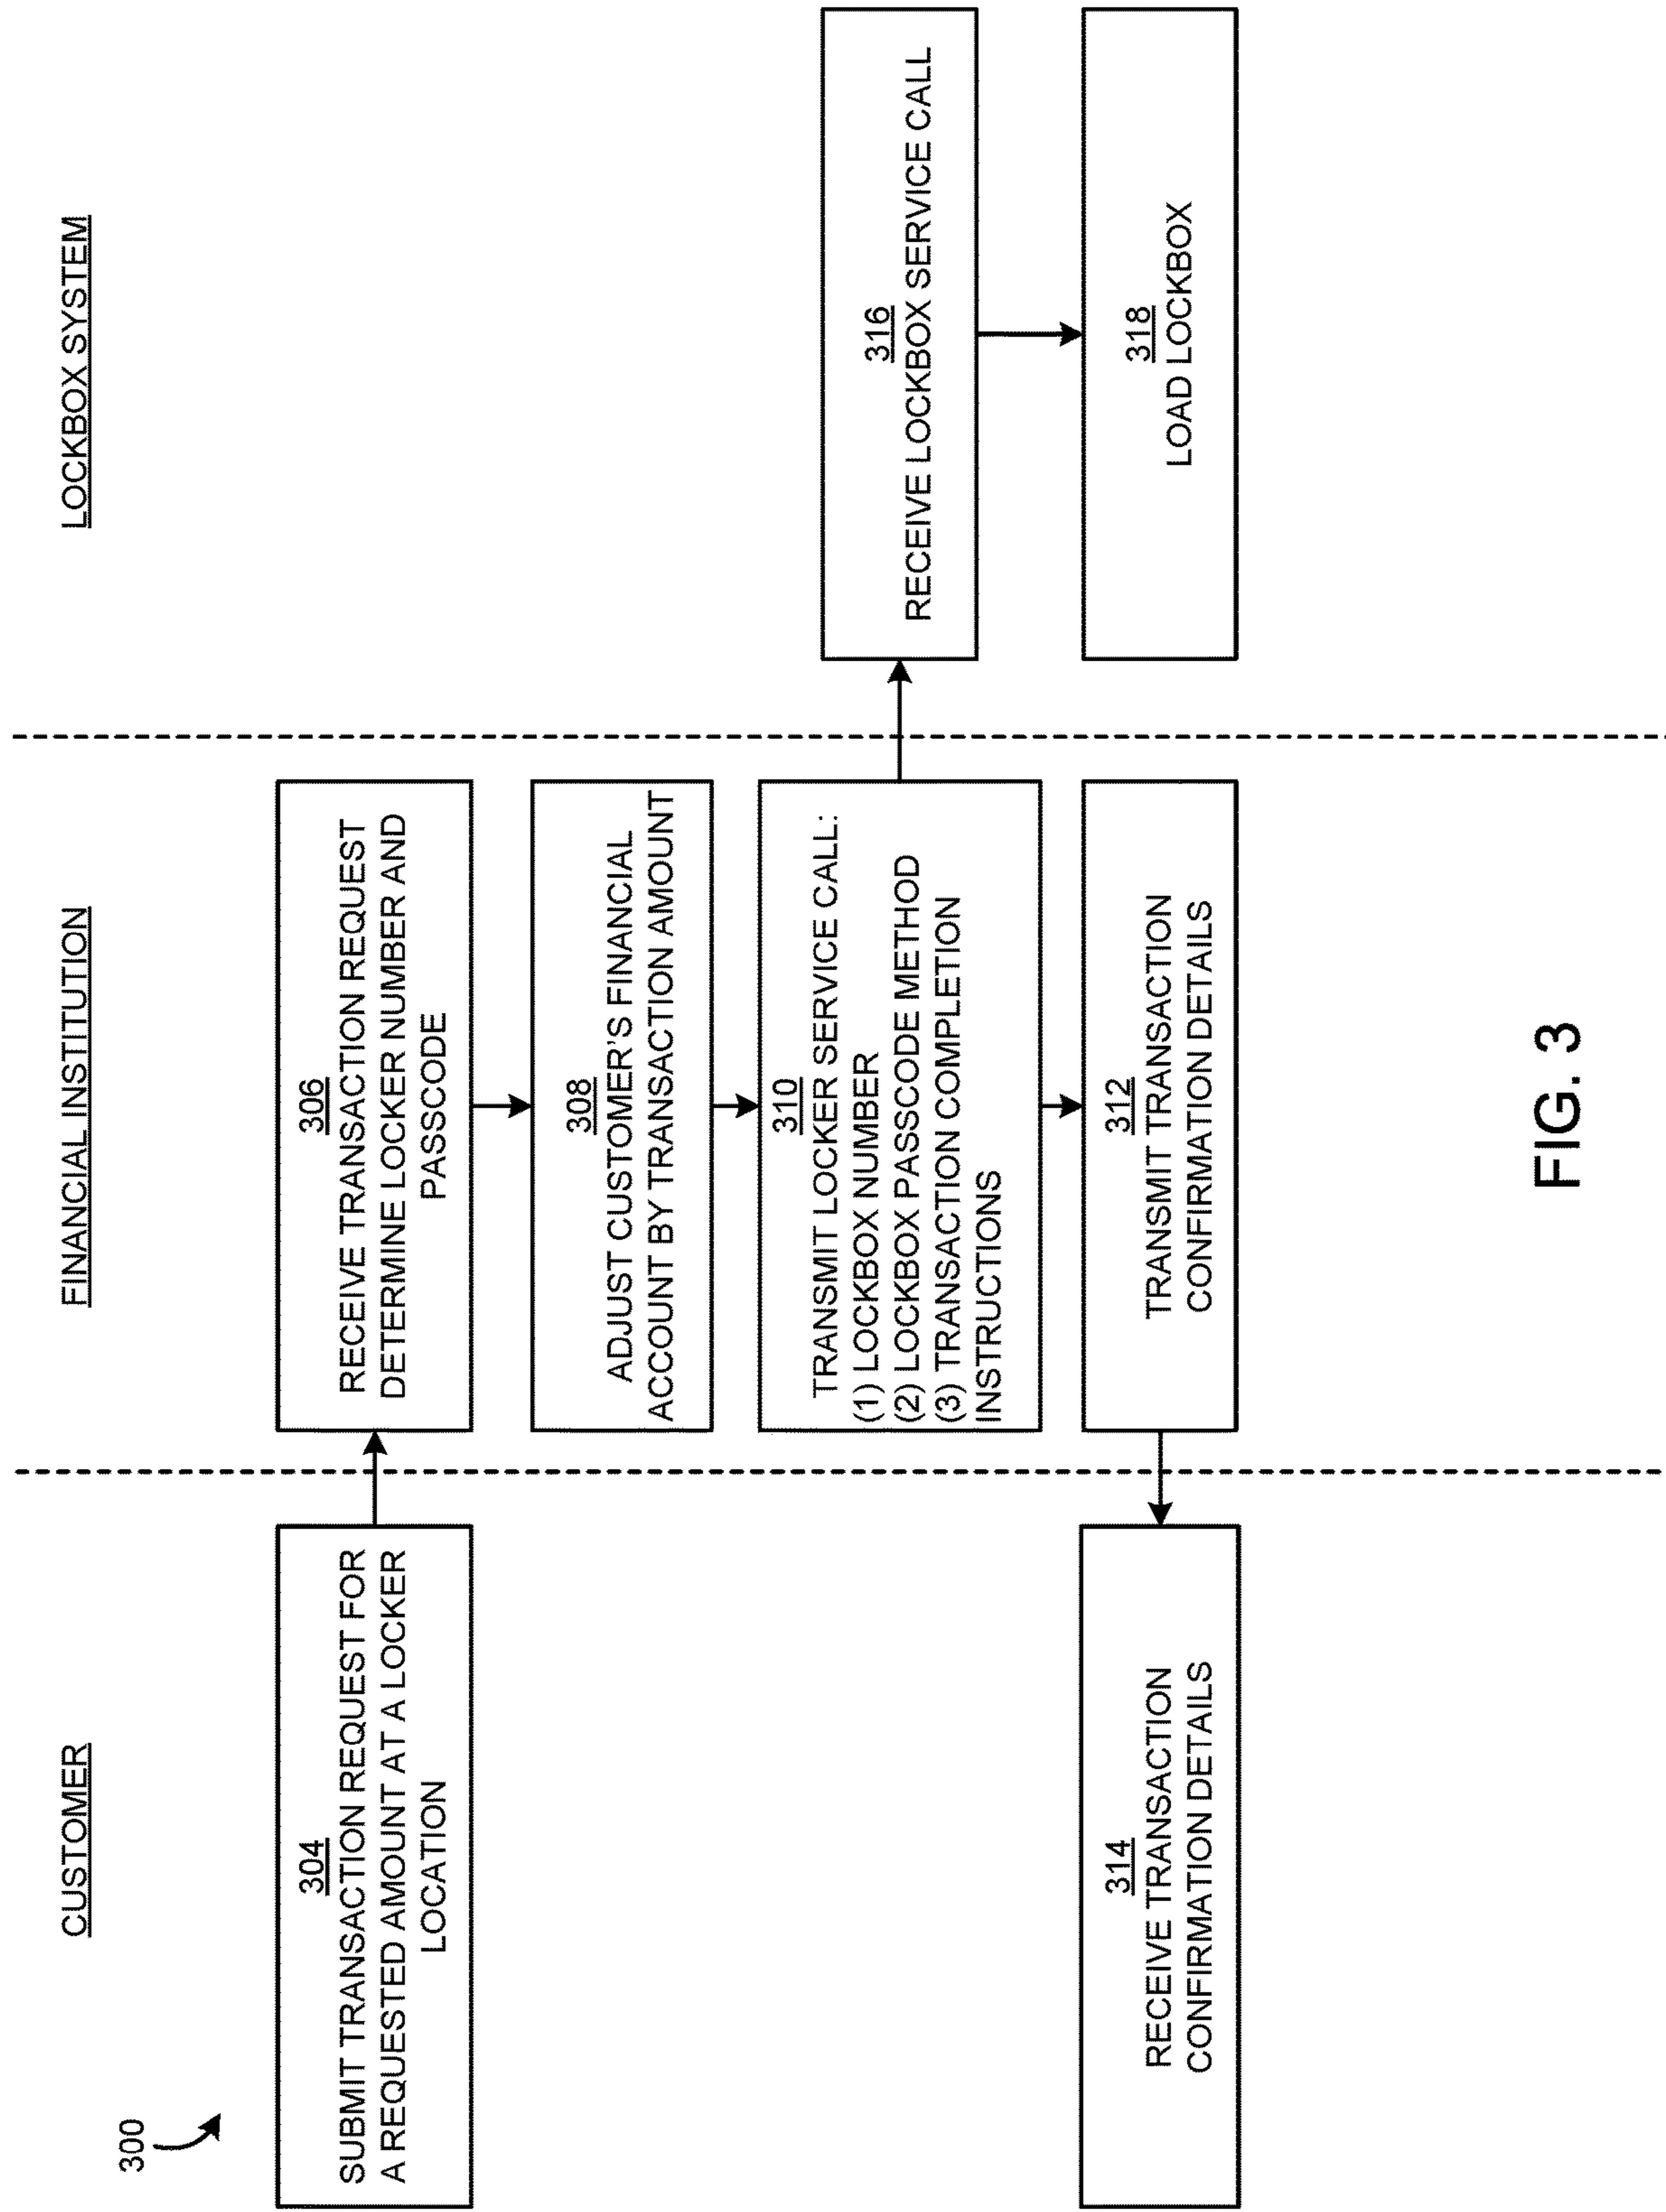 300
CUSTOMER
FINANCIAL INSTITUTION
LOCKBOX SYSTEM
304
SUBMIT TRANSACTION REQUEST FOR
A REQUESTED AMOUNT AT A LOCKER
LOCATION
306
RECEIVE TRANSACTION REQUEST
DETERMINE LOCKER NUMBER AND
PASSCODE
308
ADJUST CUSTOMER'S FINANCIAL
ACCOUNT BY TRANSACTION AMOUNT
310
TRANSMIT LOCKER SERVICE CALL:
(1) LOCKBOX NUMBER
(2) LOCKBOX PASSCODE METHOD
(3) TRANSACTION COMPLETION
INSTRUCTIONS
316
RECEIVE LOCKBOX SERVICE CALL
312
TRANSMIT TRANSACTION
CONFIRMATION DETAILS
314
RECEIVE TRANSACTION
CONFIRMATION DETAILS
318
LOAD LOCKBOX
FIG. 3